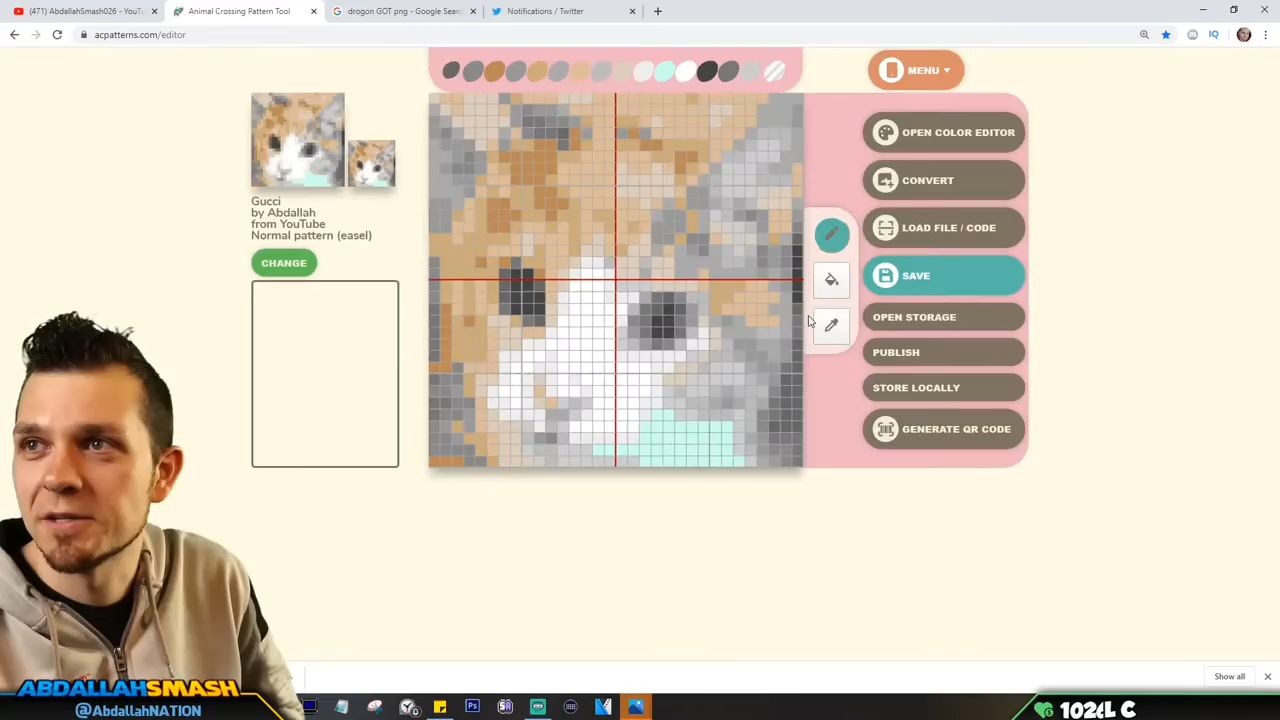 (471) AbdallahSmash026 - YouTu
Animal Crossing Pattern Tool
drogon GOT png - Google Sear
Notifications / Twitter
acpatterns.com/editor
IQ
MENU
Gucci
by Abdallah
from YouTube
Normal pattern (easel)
CHANGE
OPEN COLOR EDITOR
CONVERT
LOAD FILE / CODE
SAVE
OPEN STORAGE
PUBLISH
STORE LOCALLY
GENERATE QR CODE
Show all
ABDALLAHSMASH
@AbdallahNATION
Ps